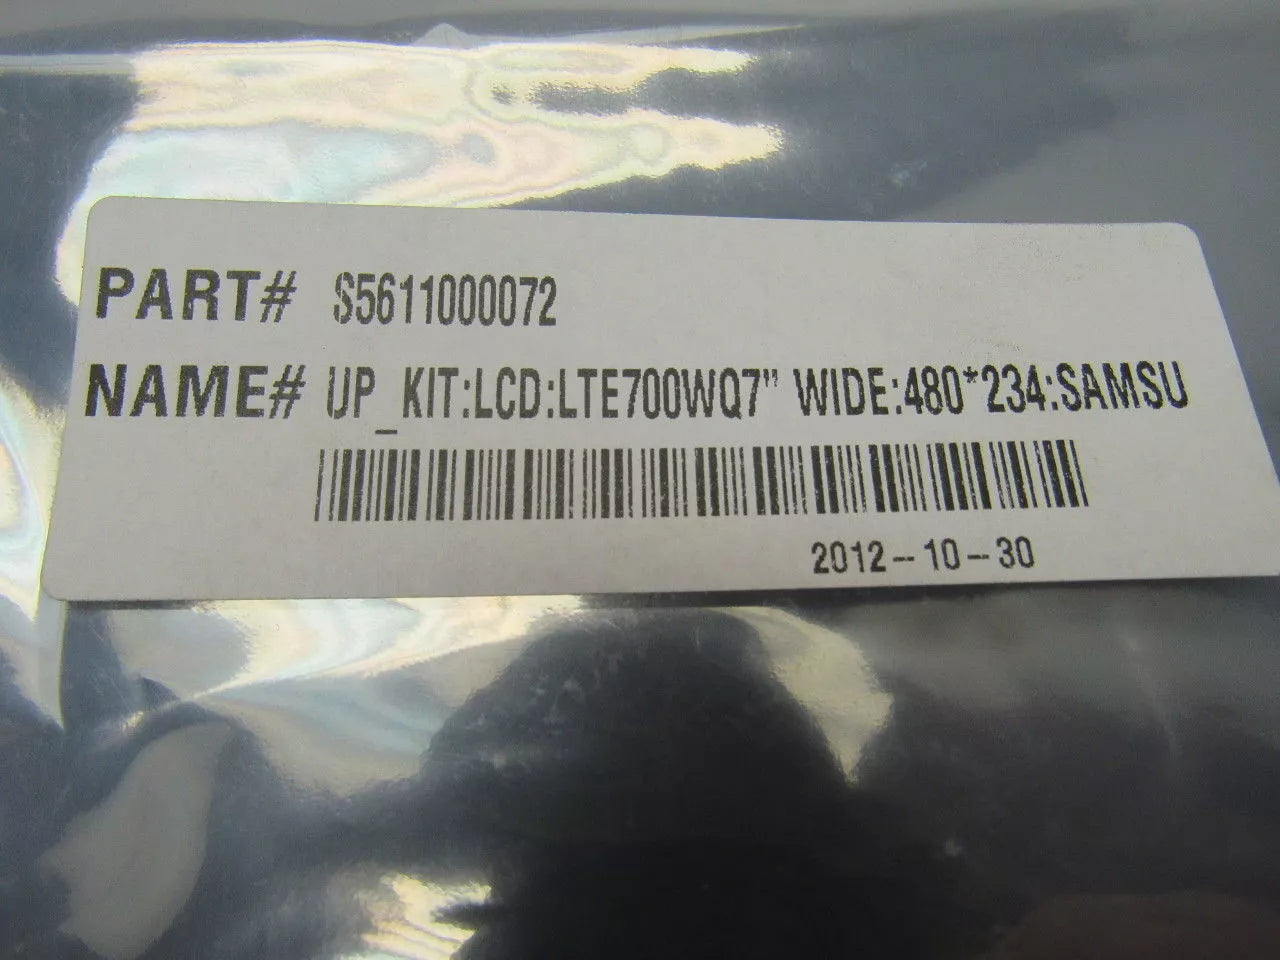 PART# S5611000072
NAME# UP_KIT:LCD:LTE700WQ7" WIDE:480*234:SAMSU
2012-10-30